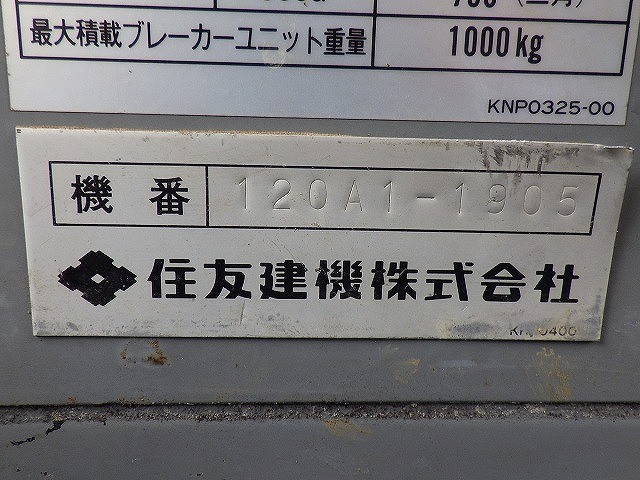 最大積載ブレーカーユニット重量 1000kg
KNP0325-00
機番 120A1-1905
住友建機株式会社